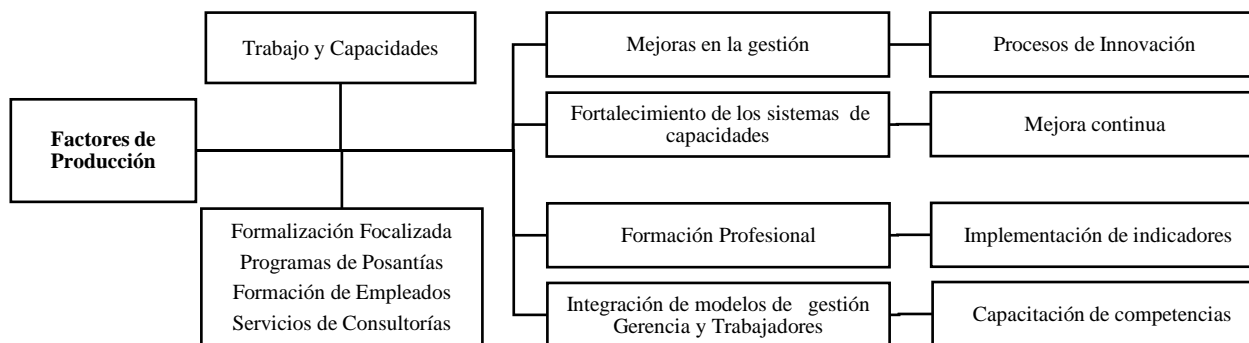 Trabajo y Capacidades
Mejoras en la gestión
Procesos de Innovación
Factores de
Producción
Fortalecimiento de los sistemas de
capacidades
Mejora continua
Formalización Focalizada
Programas de Posantías
Formación de Empleados
Servicios de Consultorías
Formación Profesional
Implementación de indicadores
Integración de modelos de gestión
Gerencia y Trabajadores
Capacitación de competencias